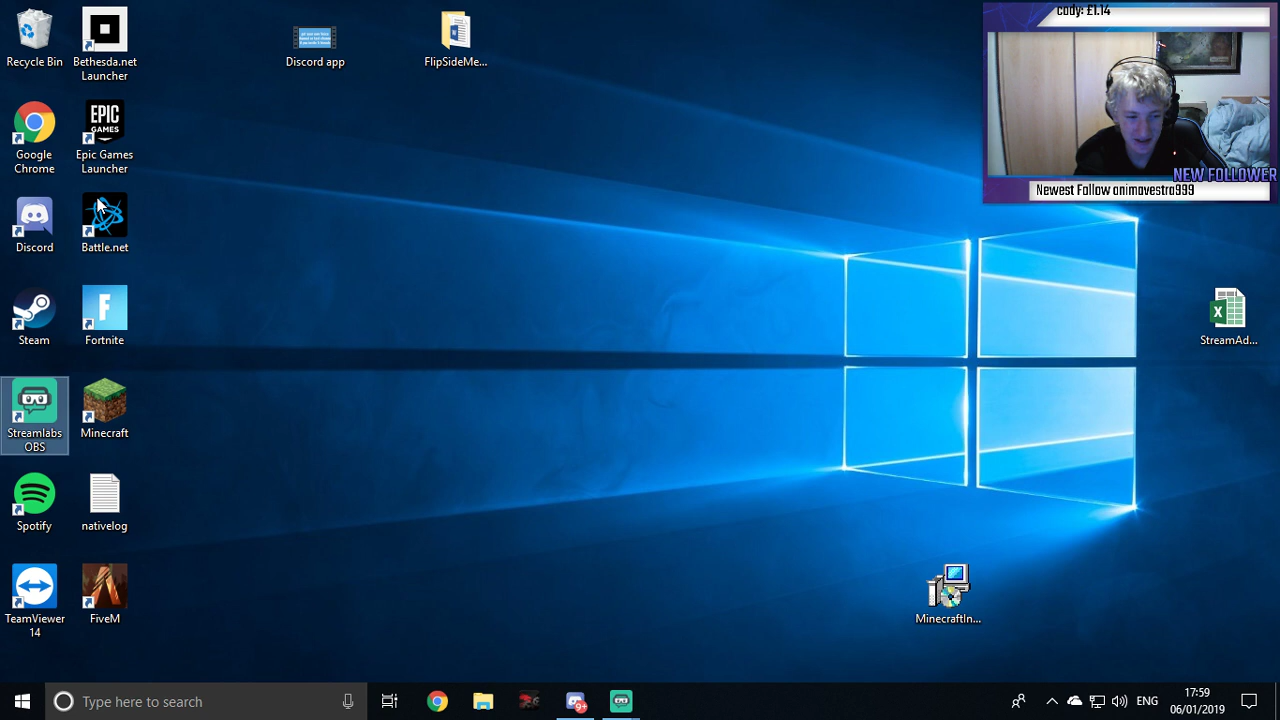 Recycle Bin
Bethesda.net
Launcher
Discord app
FlipSideMe...
cody: £1.14
Google
Chrome
EPIC
GAMES
Epic Games
Launcher
NEW FOLLOWER
Newest Follow animavestra999
Discord
Battle.net
Steam
F
Fortnite
X
StreamAd...
Streamlabs
OBS
Minecraft
Spotify
nativelog
TeamViewer
14
FiveM
MinecraftIn...
Type here to search
9+
ENG
17:59
06/01/2019